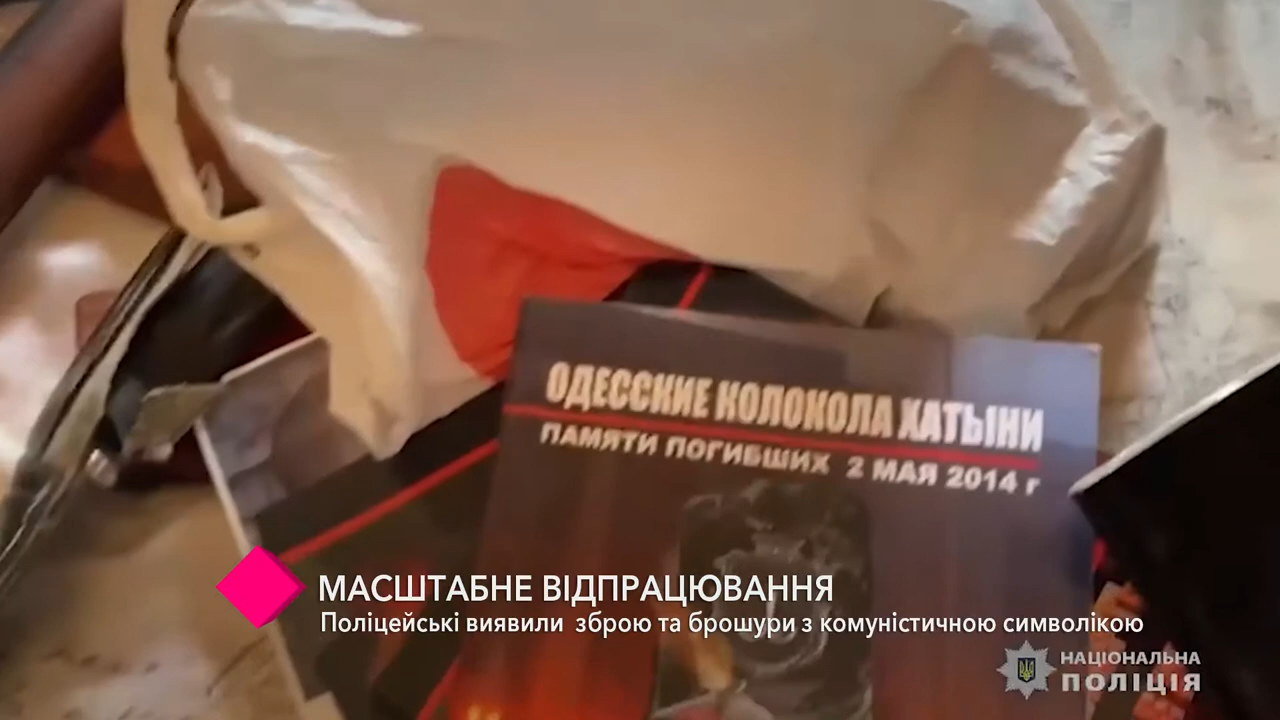 ОДЕССКИЕ КОЛОКОЛА ХАТЫНИ
ПАМЯТИ ПОГИБШИХ 2 МАЯ 2014 г
МАСШТАБНЕ ВІДПРАЦЮВАННЯ
Поліцейські виявили зброю та брошури з комуністичною символікою
НАЦІОНАЛЬНА
ПОЛІЦІЯ